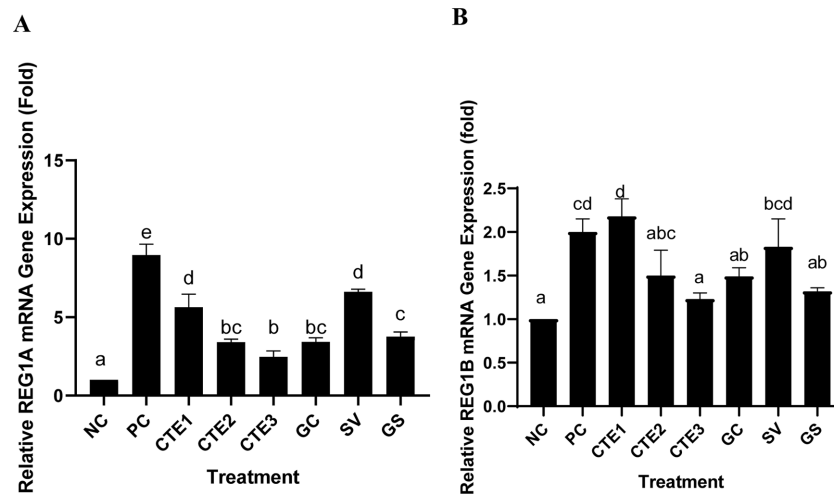 A
Relative REG1A mRNA Gene Expression (Fold)
15
10
5
0
a
e
d
bc
b
bc
d
c
NC
PC
CTE1
CTE2
CTE3
GC
SV
GS
Treatment
B
Relative REG1B mRNA Gene Expression (fold)
2.5
2.0
1.5
1.0
0.5
0.0
a
cd
d
abc
a
ab
bcd
ab
NC
PC
CTE1
CTE2
CTE3
GC
SV
GS
Treatment